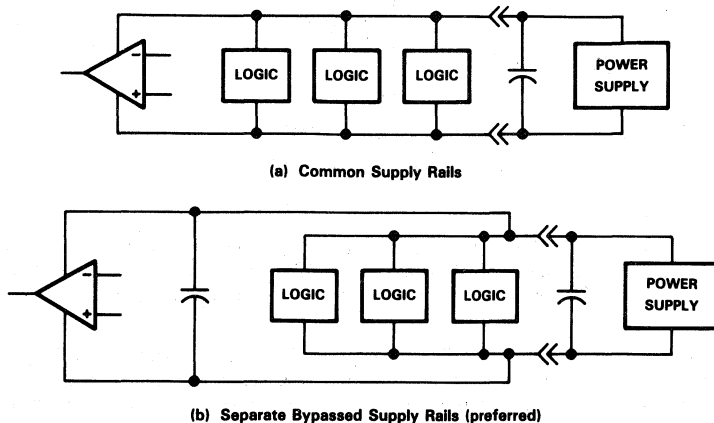 LOGIC LOGIC LOGIC
POWER
SUPPLY
- 
+
(a) Common Supply Rails
LOGIC LOGIC LOGIC
POWER
SUPPLY
-
+
(b) Separate Bypassed Supply Rails (preferred)